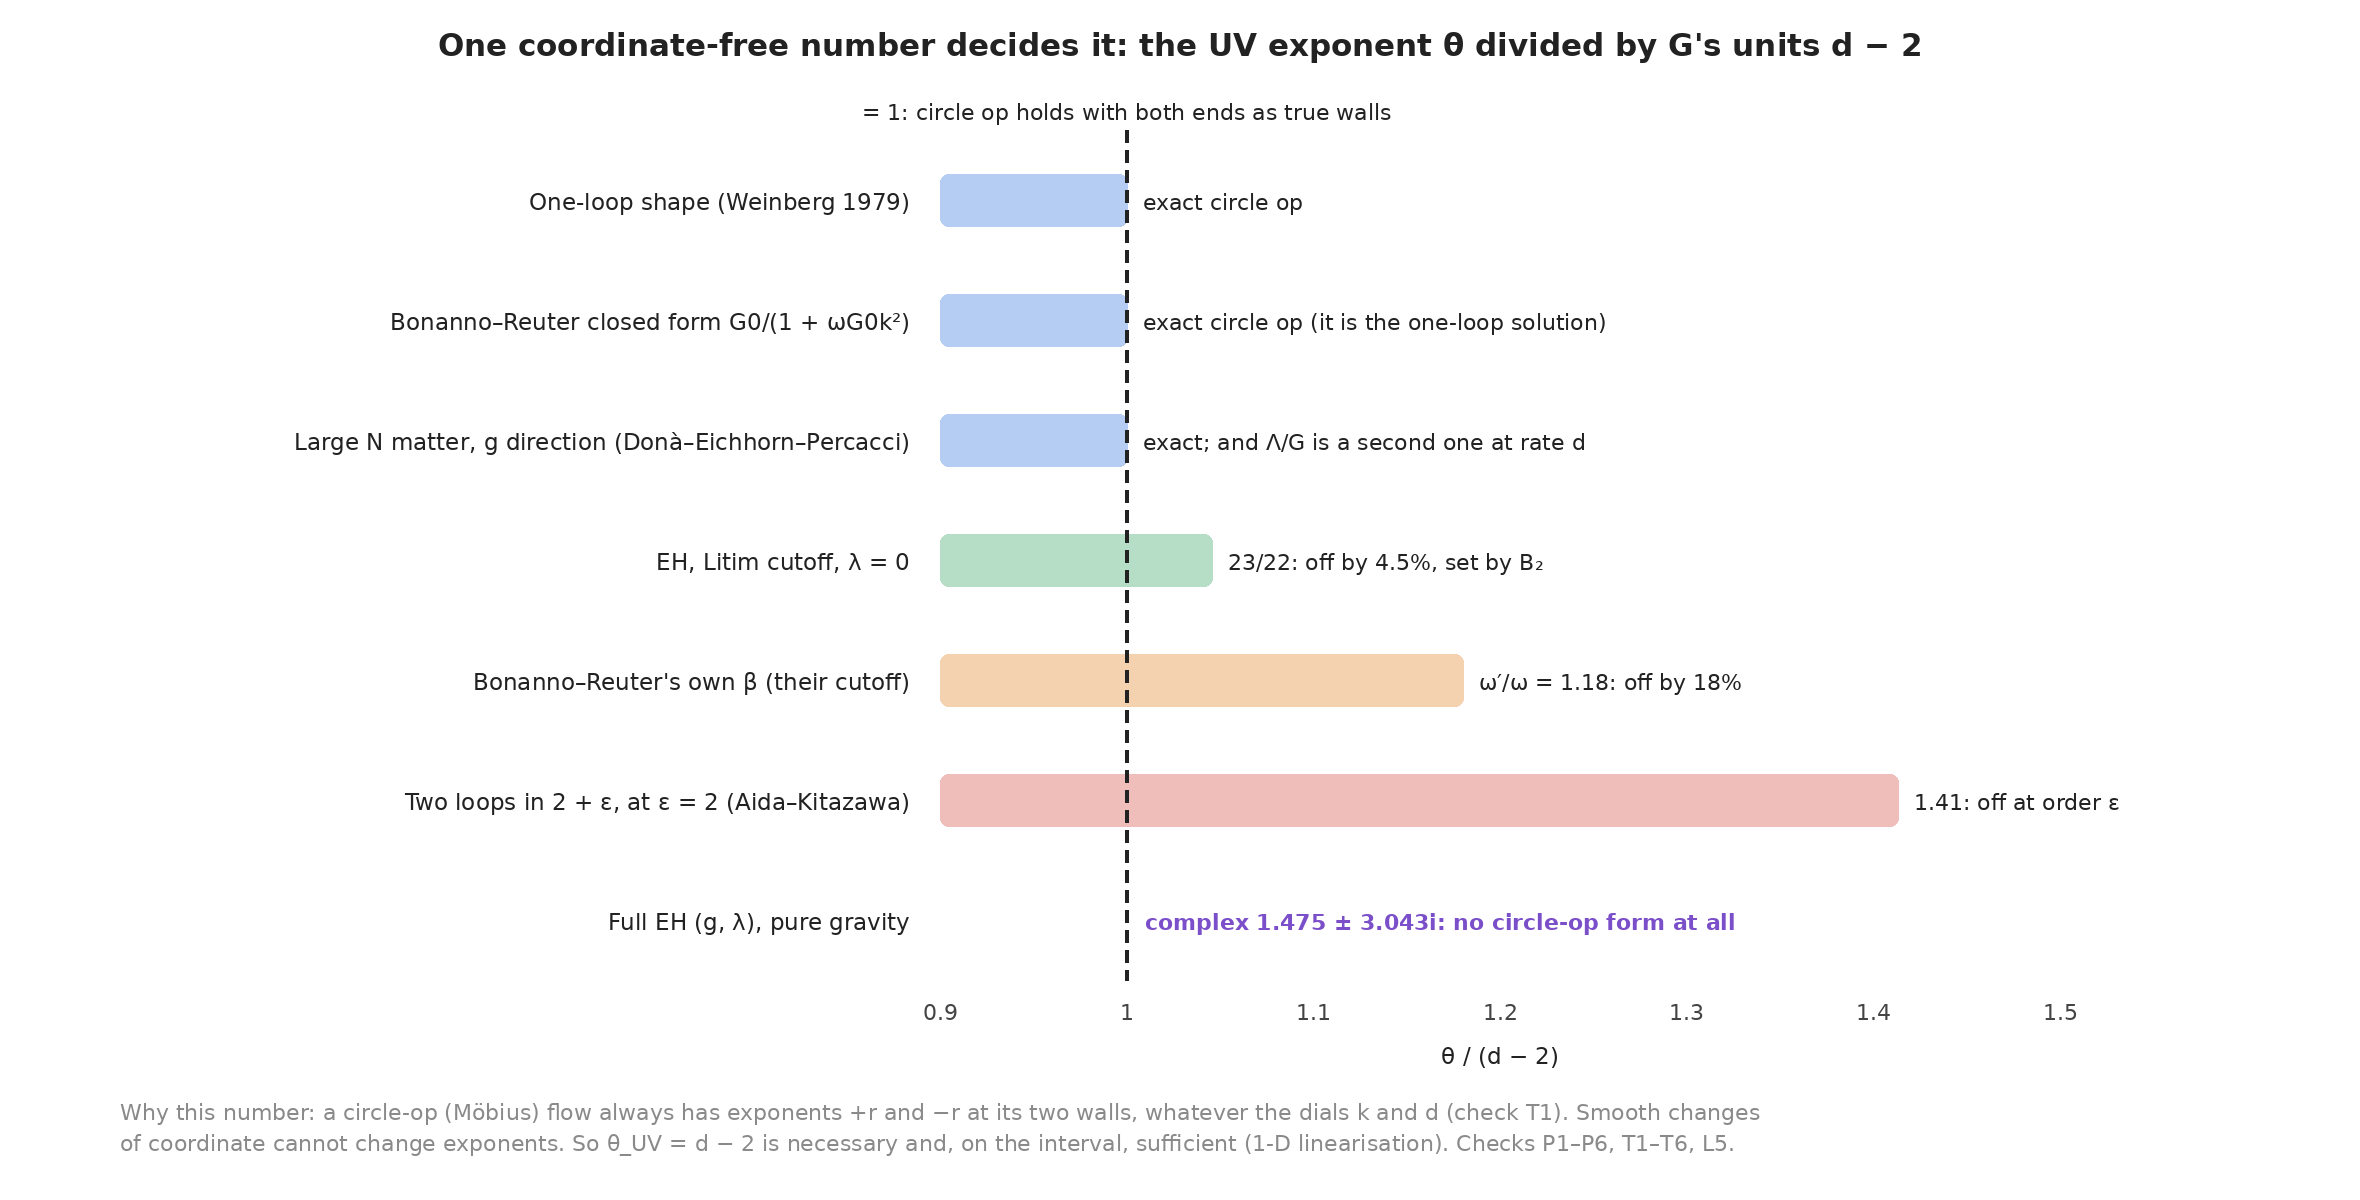 One coordinate-free number decides it: the UV exponent θ divided by G's units d − 2
= 1: circle op holds with both ends as true walls
One-loop shape (Weinberg 1979)
exact circle op
Bonanno–Reuter closed form G0/(1 + ωG0k²)
exact circle op (it is the one-loop solution)
Large N matter, g direction (Donà–Eichhorn–Percacci)
exact; and Λ/G is a second one at rate d
EH, Litim cutoff, λ = 0
23/22: off by 4.5%, set by B₂
Bonanno–Reuter's own β (their cutoff)
ω′/ω = 1.18: off by 18%
Two loops in 2 + ε, at ε = 2 (Aida–Kitazawa)
1.41: off at order ε
Full EH (g, λ), pure gravity
complex 1.475 ± 3.043i: no circle-op form at all
0.9 1 1.1 1.2 1.3 1.4 1.5
θ / (d − 2)
Why this number: a circle-op (Möbius) flow always has exponents +r and −r at its two walls, whatever the dials k and d (check T1). Smooth changes
of coordinate cannot change exponents. So θ_UV = d − 2 is necessary and, on the interval, sufficient (1-D linearisation). Checks P1–P6, T1–T6, L5.